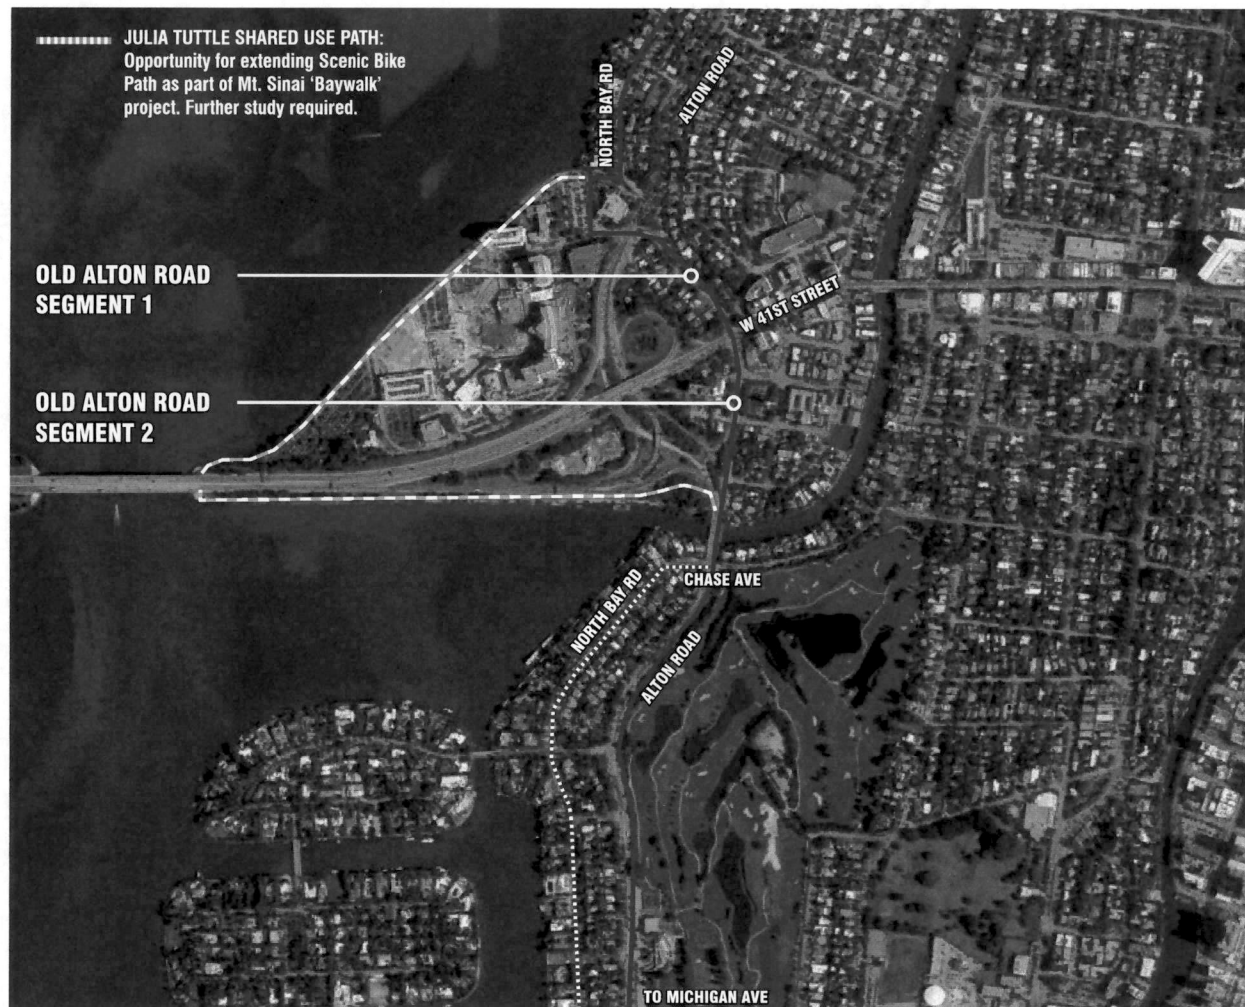 JULIA TUTTLE SHARED USE PATH:
Opportunity for extending Scenic Bike
Path as part of Mt. Sinai ‘Baywalk’
project. Further study required.
NORTH BAY RD
ALTON ROAD
OLD ALTON ROAD
SEGMENT 1
W 41ST STREET
OLD ALTON ROAD
SEGMENT 2
CHASE AVE
NORTH BAY RD
ALTON ROAD
TO MICHIGAN AVE